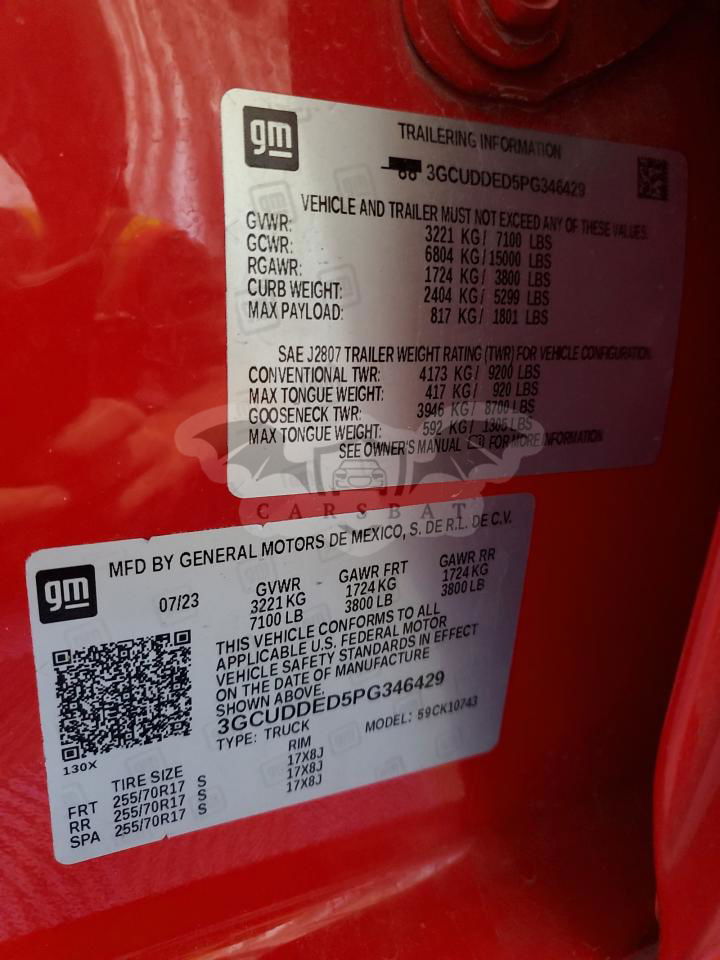 gm
TRAILERING INFORMATION
3GCUDDED5PG346429
VEHICLE AND TRAILER MUST NOT EXCEED ANY OF THESE VALUES.
GVWR: 3221 KG/ 7100 LBS
GCWR: 6804 KG/15000 LBS
RGAWR: 1724 KG/ 3800 LBS
CURB WEIGHT: 2404 KG/ 5299 LBS
MAX PAYLOAD: 817 KG/ 1801 LBS
SAE J2807 TRAILER WEIGHT RATING (TWR) FOR VEHICLE CONFIGURATION.
CONVENTIONAL TWR: 4173 KG/ 9200 LBS
MAX TONGUE WEIGHT: 417 KG/ 920 LBS
GOOSENECK TWR: 3946 KG/ 8700 LBS
MAX TONGUE WEIGHT: 592 KG/ 1305 LBS
SEE OWNER'S MANUAL FOR MORE INFORMATION
CARSBAT
gm
MFD BY GENERAL MOTORS DE MEXICO, S. DE R.L. DE C.V.
07/23 GVWR GAWR FRT GAWR RR
3221 KG 1724 KG 1724 KG
7100 LB 3800 LB 3800 LB
THIS VEHICLE CONFORMS TO ALL
APPLICABLE U.S. FEDERAL MOTOR
VEHICLE SAFETY STANDARDS IN EFFECT
ON THE DATE OF MANUFACTURE
SHOWN ABOVE.
3GCUDDED5PG346429
TYPE: TRUCK MODEL: 59CK10743
130X
TIRE SIZE RIM
FRT 255/70R17 S 17X8J
RR 255/70R17 S 17X8J
SPA 255/70R17 S 17X8J